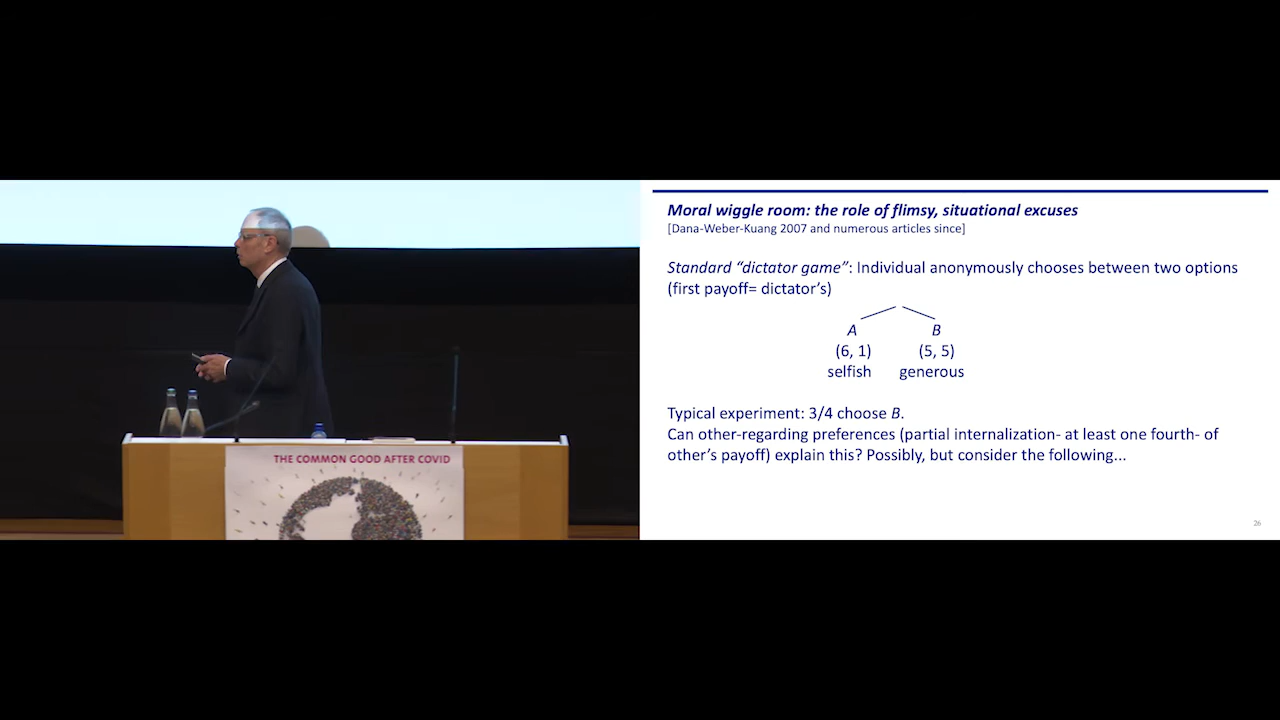 THE COMMON GOOD AFTER COVID
Moral wiggle room: the role of flimsy, situational excuses
[Dana-Weber-Kuang 2007 and numerous articles since]
Standard “dictator game”: Individual anonymously chooses between two options
(first payoff= dictator’s)
A B
(6, 1) (5, 5)
selfish generous
Typical experiment: 3/4 choose B.
Can other-regarding preferences (partial internalization- at least one fourth- of
other’s payoff) explain this? Possibly, but consider the following...
26